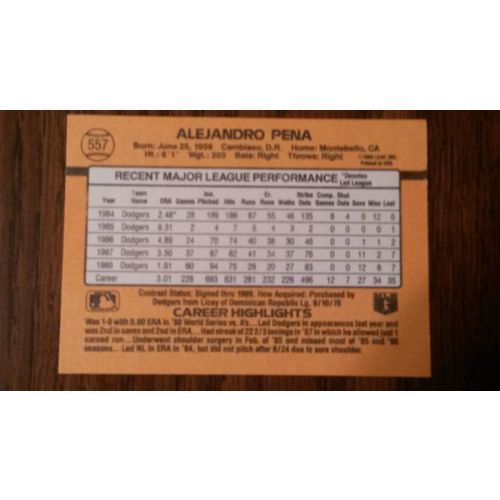 557
ALEJANDRO PENA
Born: June 25, 1959 Cambiaso, D.R. Home: Montebello, CA
Ht.: 6'1" Wgt.: 203 Bats: Right Throws: Right
© 1988 LEAF, INC.
Printed in USA
RECENT MAJOR LEAGUE PERFORMANCE *Denotes Led League
Year Team Name ERA Games Inn. Pitched Hits Runs Er. Runs Walks Strike Outs Comp. Games Shut Outs Save Won Lost
1984 Dodgers 2.48* 28 199 186 67 55 46 135 8 4 0 12 6
1985 Dodgers 8.31 2 4 7 5 4 3 2 0 0 0 0 1
1986 Dodgers 4.89 24 70 74 40 38 30 46 0 0 1 1 2
1987 Dodgers 3.50 37 87 82 41 34 37 76 0 0 11 2 7
1988 Dodgers 1.91 60 94 75 29 20 27 83 0 0 12 6 7
Career 3.01 228 693 631 281 232 226 496 12 7 27 34 35
Contract Status: Signed thru 1989. How Acquired: Purchased by
Dodgers from Licey of Dominican Republic Lg. 9/10/78
CAREER HIGHLIGHTS
Was 1-0 with 0.00 ERA in '88 World Series vs. A's...Led Dodgers in appearances last year and
was 2nd in saves and 2nd in ERA...Had streak of 22 2/3 innings in '87 in which he allowed just 1
earned run... Underwent shoulder surgery in Feb. of '85 and missed most of '85 and '86
seasons...Led NL in ERA in '84, but did not pitch after 8/24 due to sore shoulder.